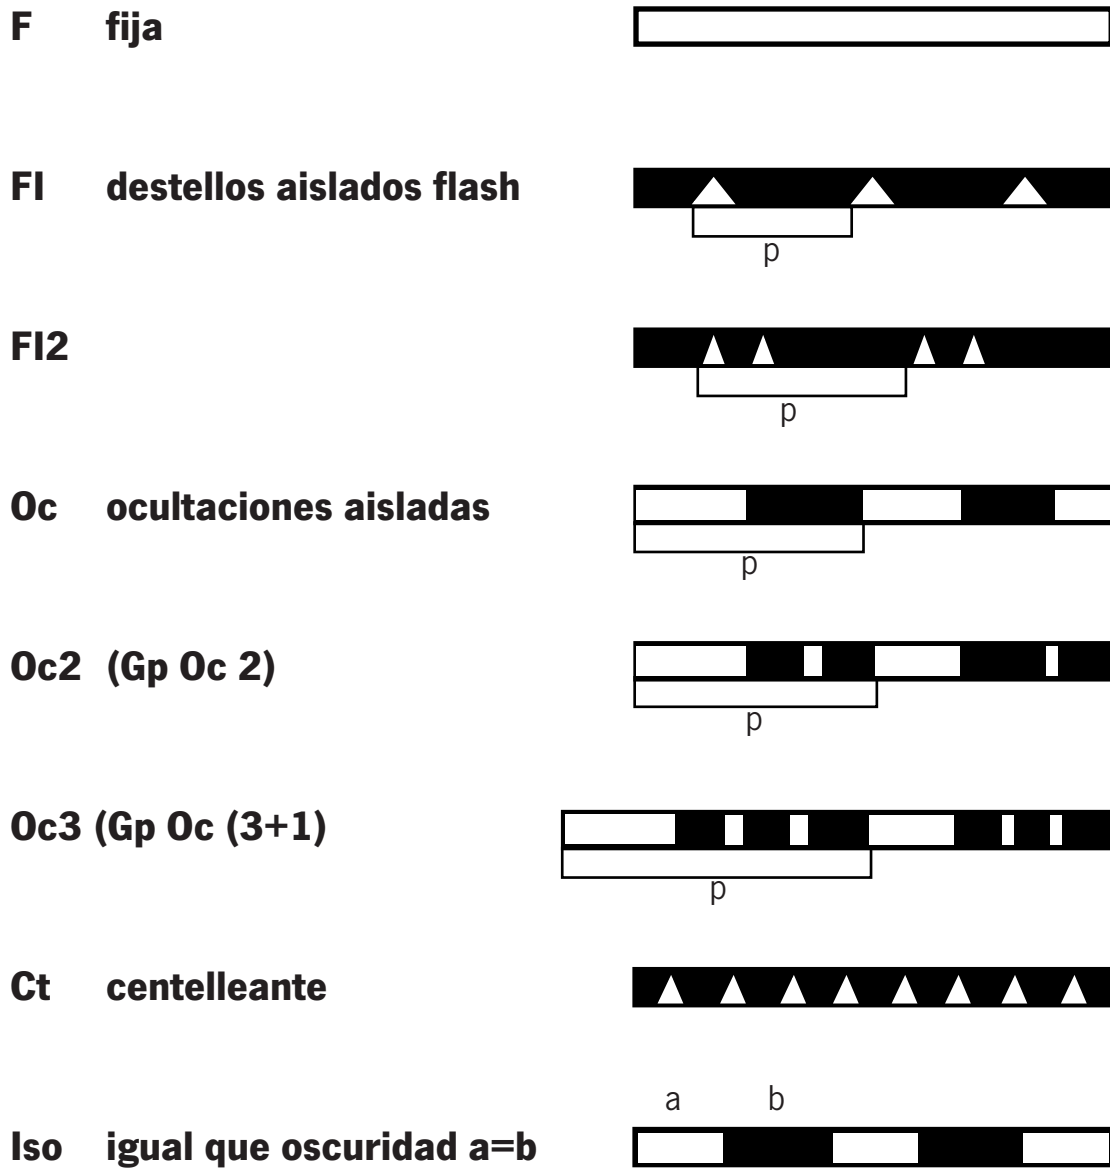 F fija
Fl destellos aislados flash
p
Fl2
p
Oc ocultaciones aisladas
p
Oc2 (Gp Oc 2)
p
Oc3 (Gp Oc (3+1)
p
Ct centelleante
a b
Iso igual que oscuridad a=b